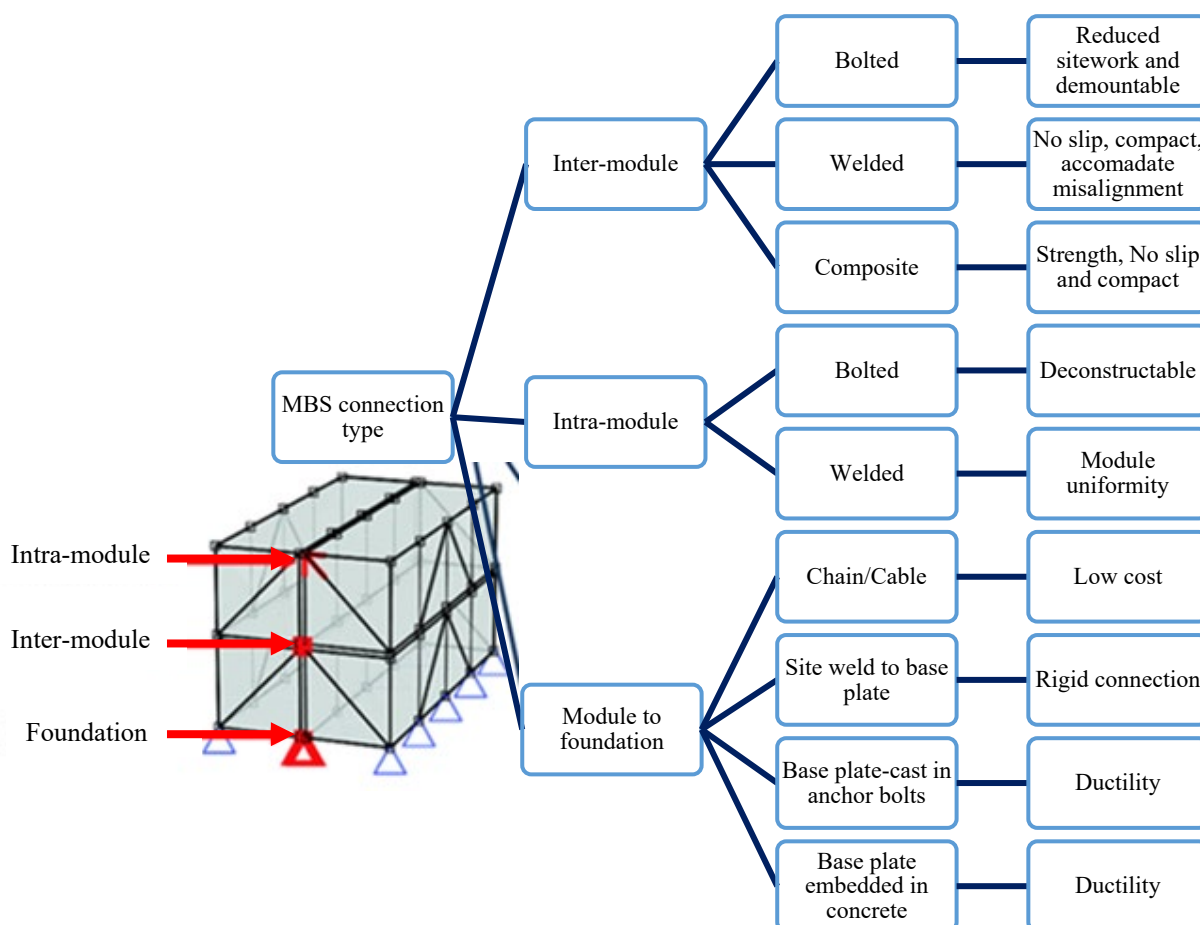 MBS connection
type
Inter-module
Bolted
Reduced
sitework and
demountable
Welded
No slip, compact,
accomadate
misalignment
Composite
Strength, No slip
and compact
Intra-module
Bolted
Deconstructable
Welded
Module
uniformity
Module to
foundation
Chain/Cable
Low cost
Site weld to base
plate
Rigid connection
Base plate-cast in
anchor bolts
Ductility
Base plate
embedded in
concrete
Ductility
Intra-module
Inter-module
Foundation